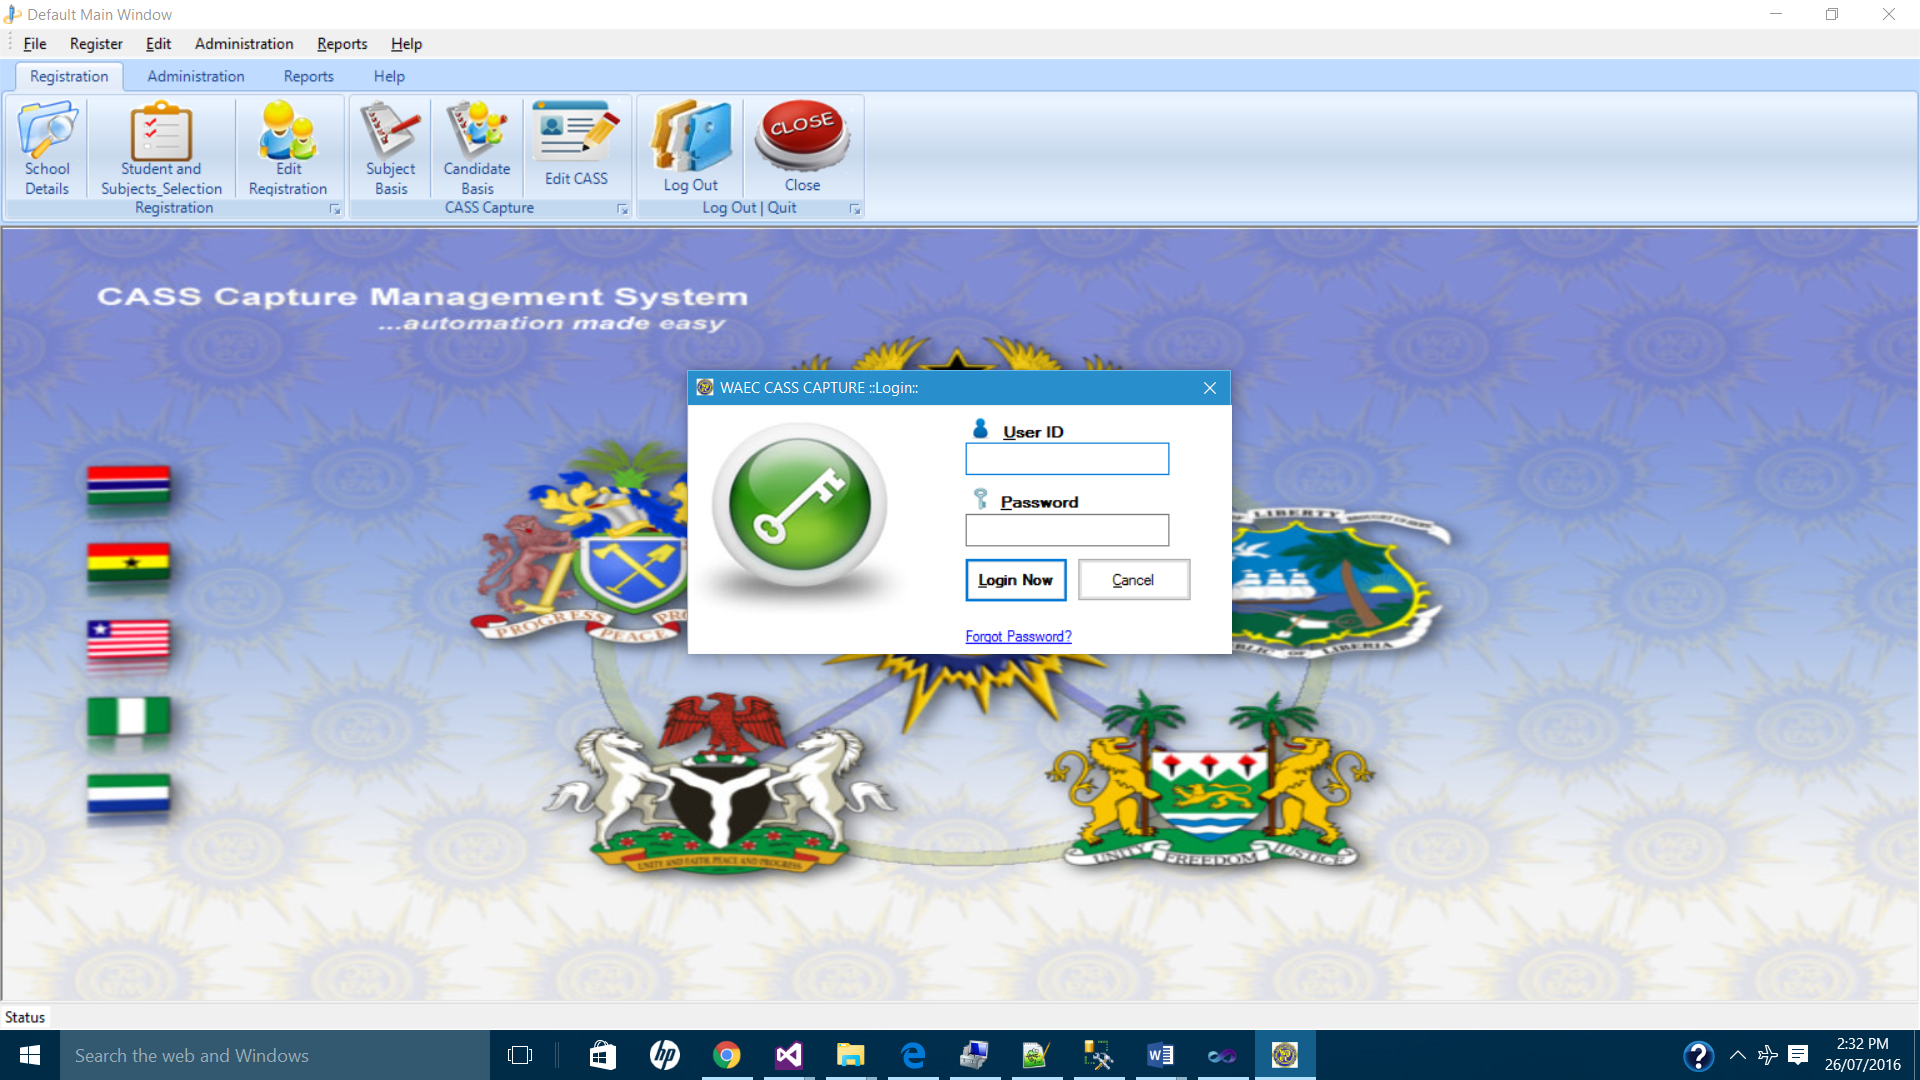 Default Main Window
File Register Edit Administration Reports Help
Registration Administration Reports Help
CLOSE
School Details
Student and Subjects_Selection
Edit Registration
Subject Basis
Candidate Basis
Edit CASS
Log Out
Close
Registration
CASS Capture
Log Out | Quit
CASS Capture Management System
...automation made easy
WAEC CASS CAPTURE ::Login::
User ID
Password
Login Now
Cancel
Forgot Password?
PROGRESS
PEACE
OF LIBERTY
OF LIBERIA
UNITY AND FAITH, PEACE AND PROGRESS
UNITY FREEDOM JUSTICE
Status
Search the web and Windows
hp
2:32 PM
26/07/2016